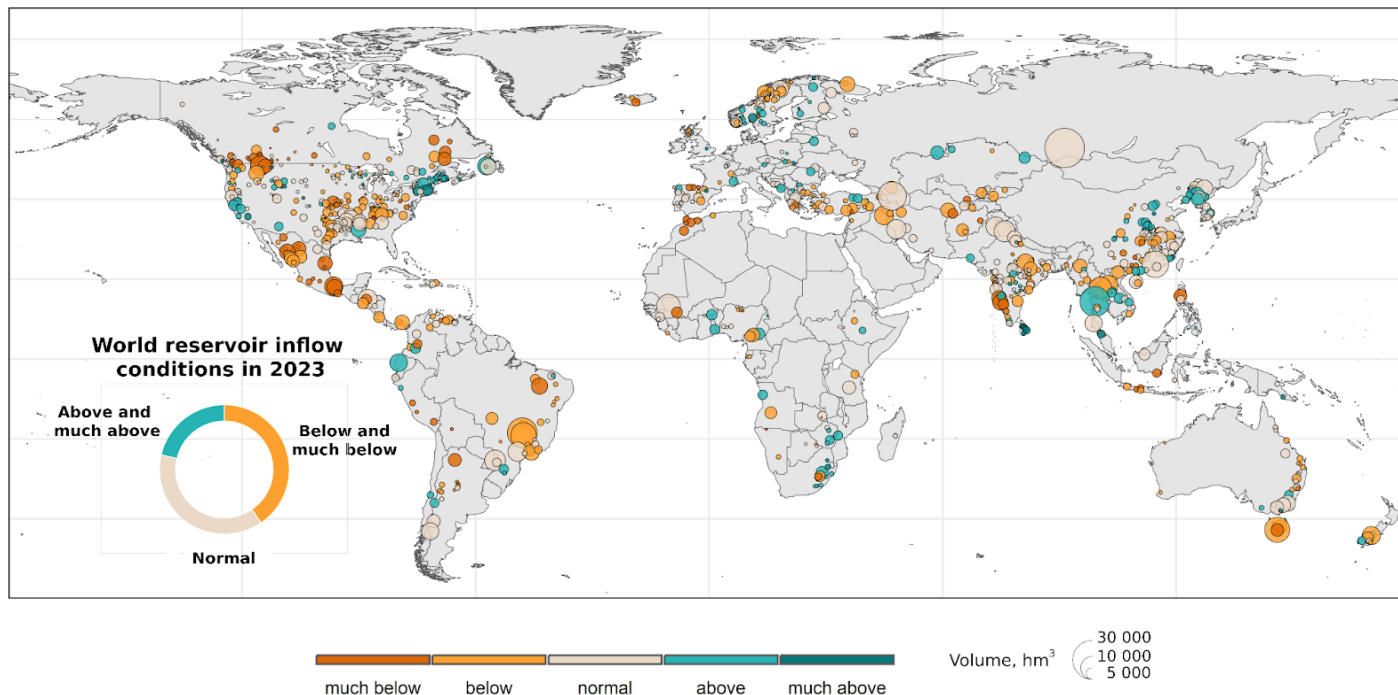 World reservoir inflow
conditions in 2023
Above and
much above
Below and
much below
Normal
much below
below
normal
above
much above
Volume, hm³
30 000
10 000
5 000